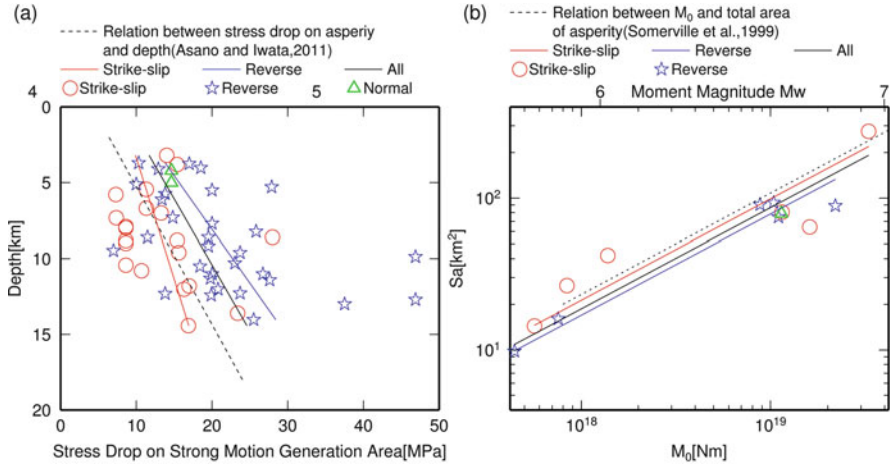 (a)
Relation between stress drop on asperiy
and depth(Asano and Iwata,2011)
Strike-slip Reverse All
Strike-slip Reverse Normal
4 5
0
5
10
15
20
Depth[km]
0 10 20 30 40 50
Stress Drop on Strong Motion Generation Area[MPa]
(b)
Relation between M0 and total area
of asperity(Somerville et al.,1999)
Strike-slip Reverse All
Strike-slip Reverse
6 7
Moment Magnitude Mw
10²
10¹
Sa[km²]
10¹⁸ 10¹⁹
M0[Nm]